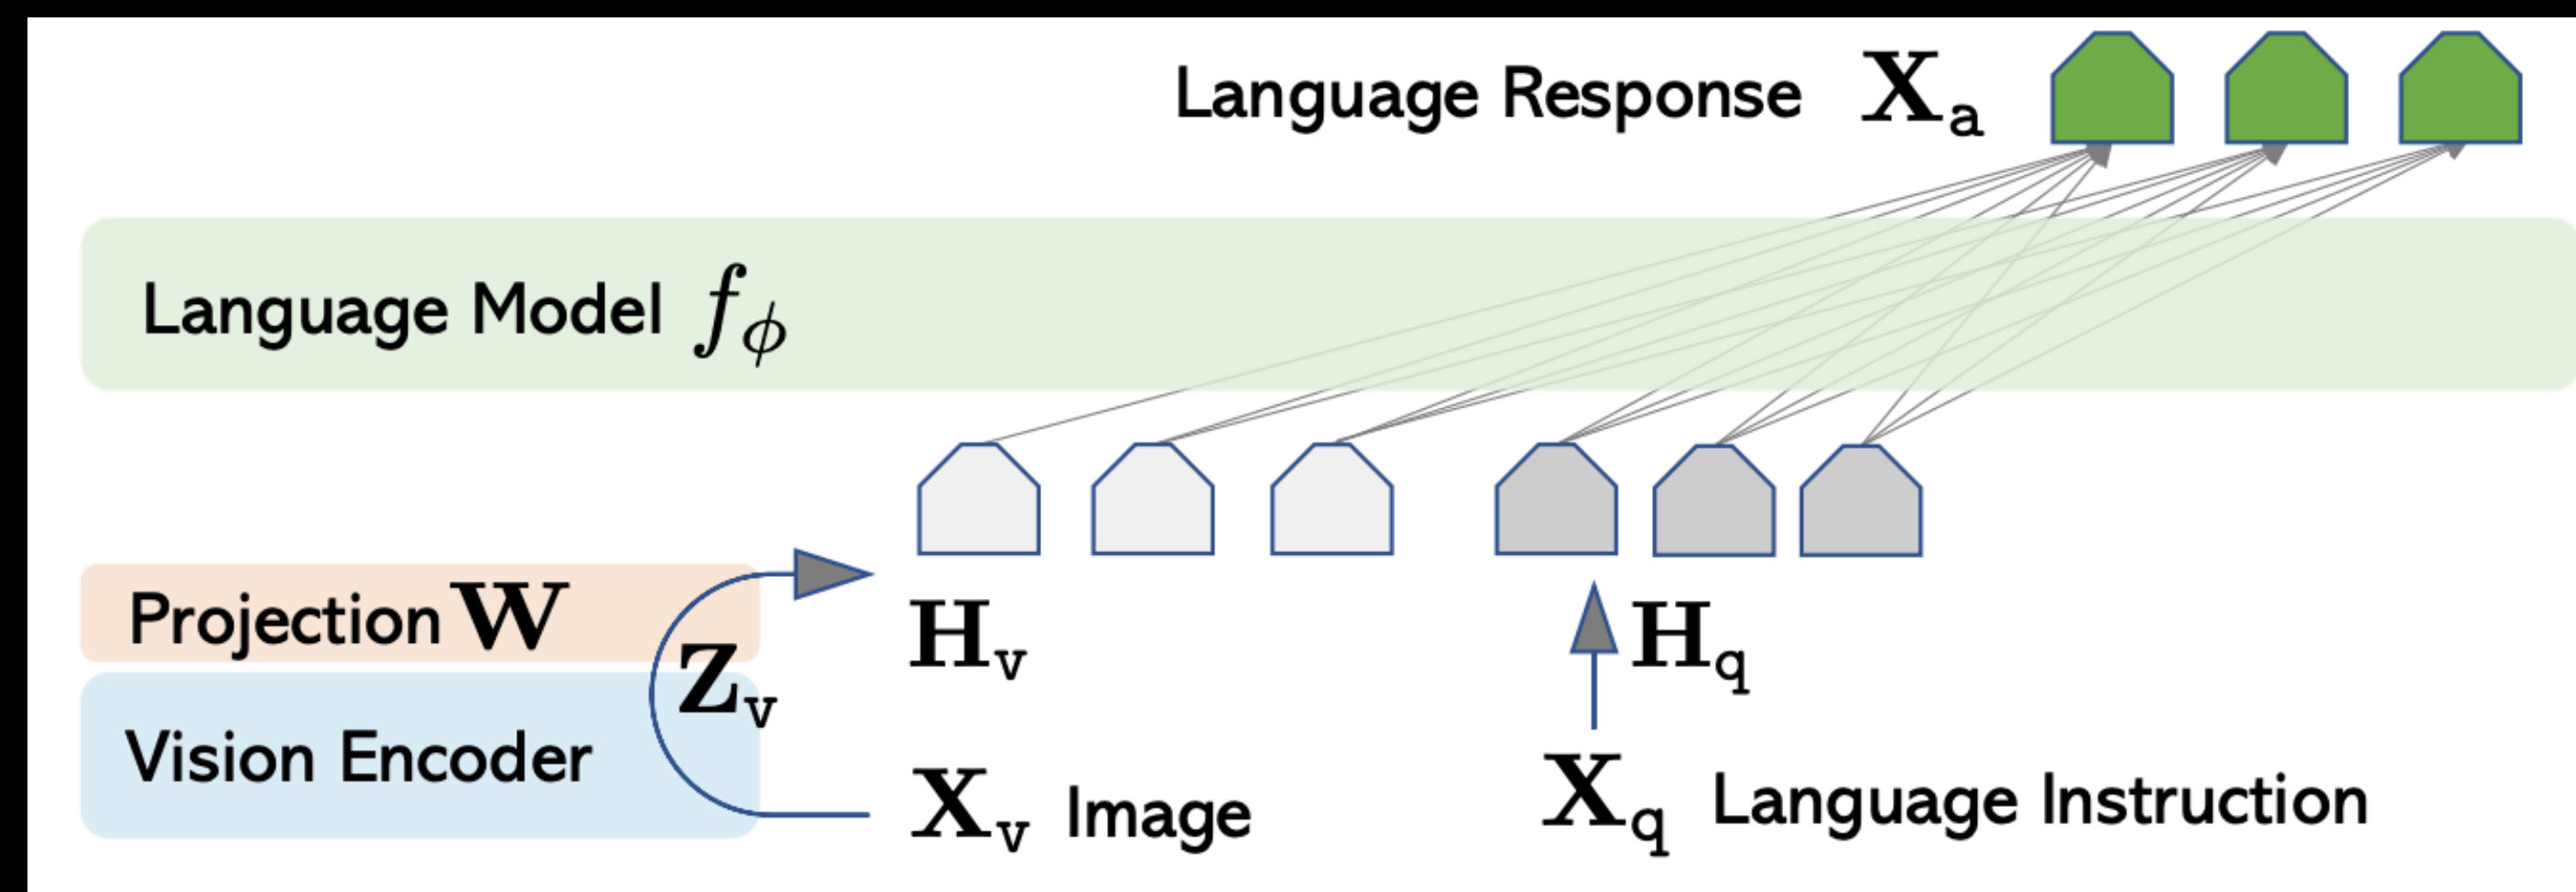 Language Response X_a
Language Model f_ϕ
Projection W
Z_v
H_v
H_q
Vision Encoder
X_v Image
X_q Language Instruction